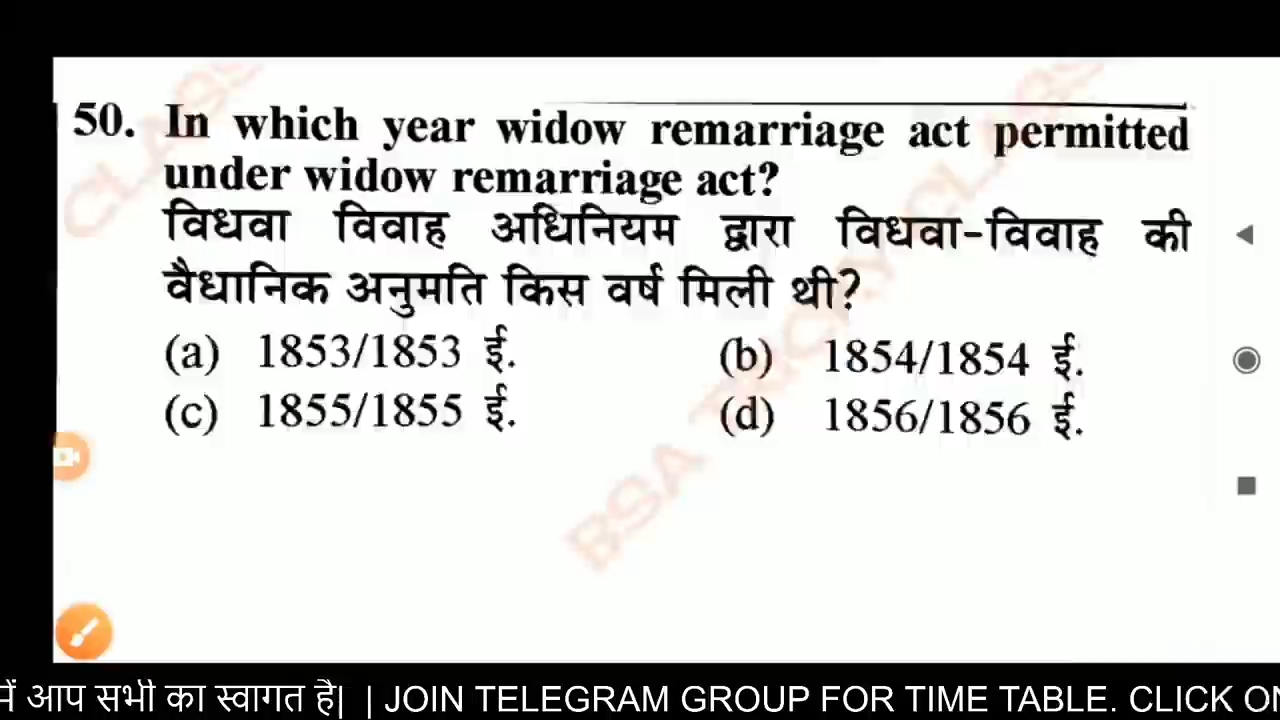 50. In which year widow remarriage act permitted
under widow remarriage act?
विधवा विवाह अधिनियम द्वारा विधवा-विवाह की
वैधानिक अनुमति किस वर्ष मिली थी?
(a) 1853/1853 ई. (b) 1854/1854 ई.
(c) 1855/1855 ई. (d) 1856/1856 ई.
में आप सभी का स्वागत है| | JOIN TELEGRAM GROUP FOR TIME TABLE. CLICK ON